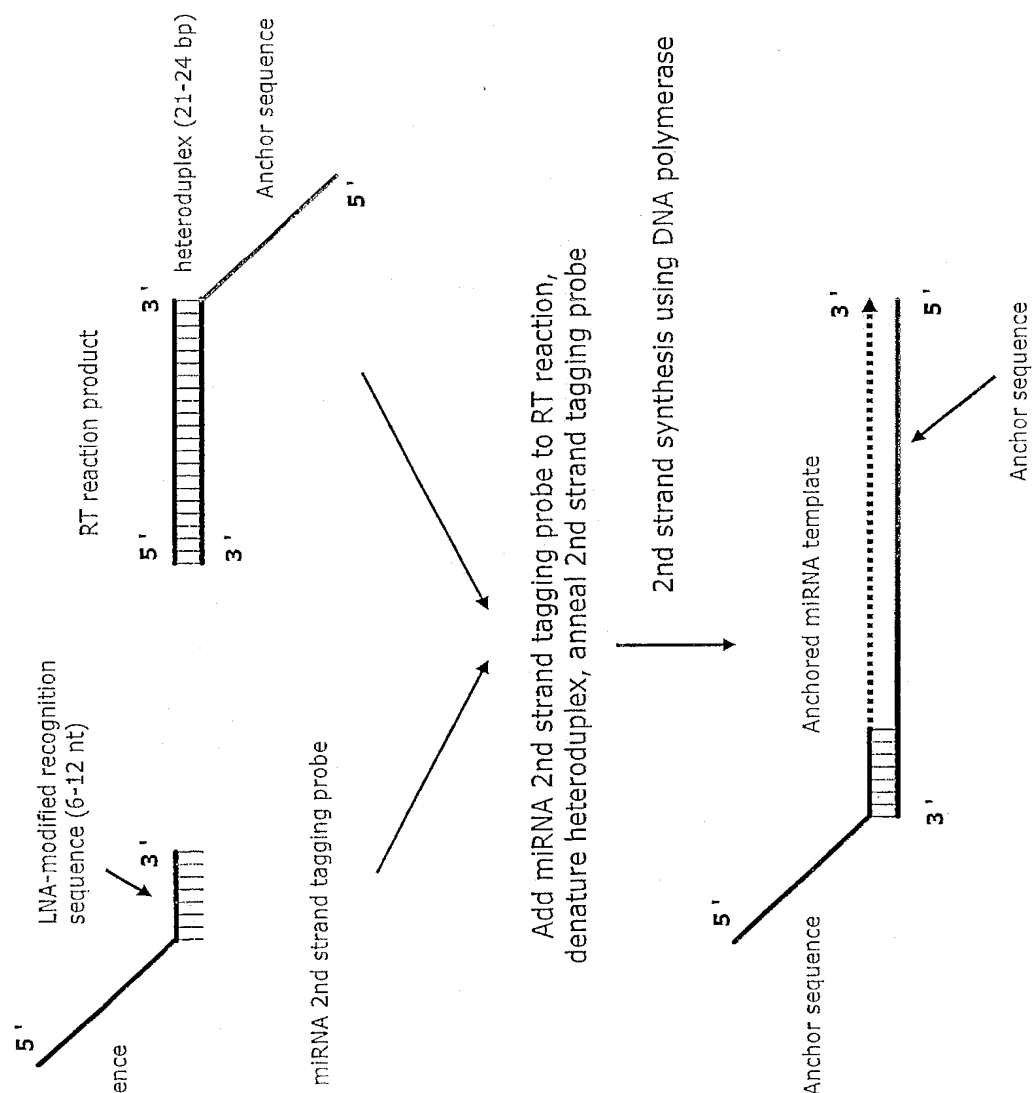 5'
ence
LNA-modified recognition
sequence (6-12 nt)
3'
miRNA 2nd strand tagging probe
RT reaction product
5'
3'
3'
heteroduplex (21-24 bp)
Anchor sequence
5'
Add miRNA 2nd strand tagging probe to RT reaction,
denature heteroduplex, anneal 2nd strand tagging probe
2nd strand synthesis using DNA polymerase
5'
Anchor sequence
3'
Anchored miRNA template
3'
5'
Anchor sequence